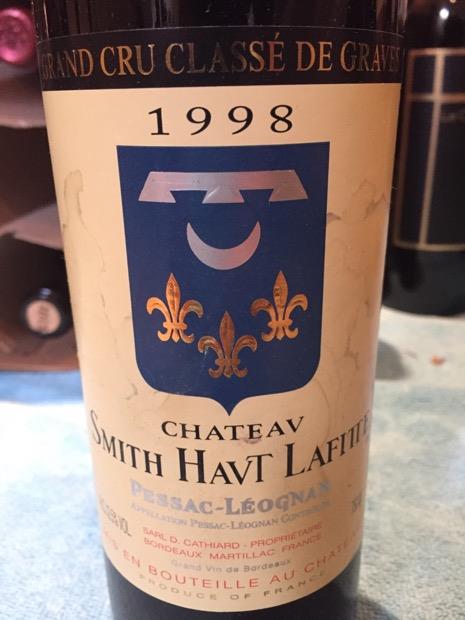 GRAND CRU CLASSÉ DE GRAVES
1998
CHATEAV
SMITH HAVT LAFITTE
PESSAC-LÉOGNAN
APPELLATION PESSAC-LÉOGNAN CONTRÔLÉE
SARL D. CATHIARD - PROPRIÉTAIRE
BORDEAUX MARTILLAC FRANCE
Grand Vin de Bordeaux
MIS EN BOUTEILLE AU CHATEAU
PRODUCE OF FRANCE